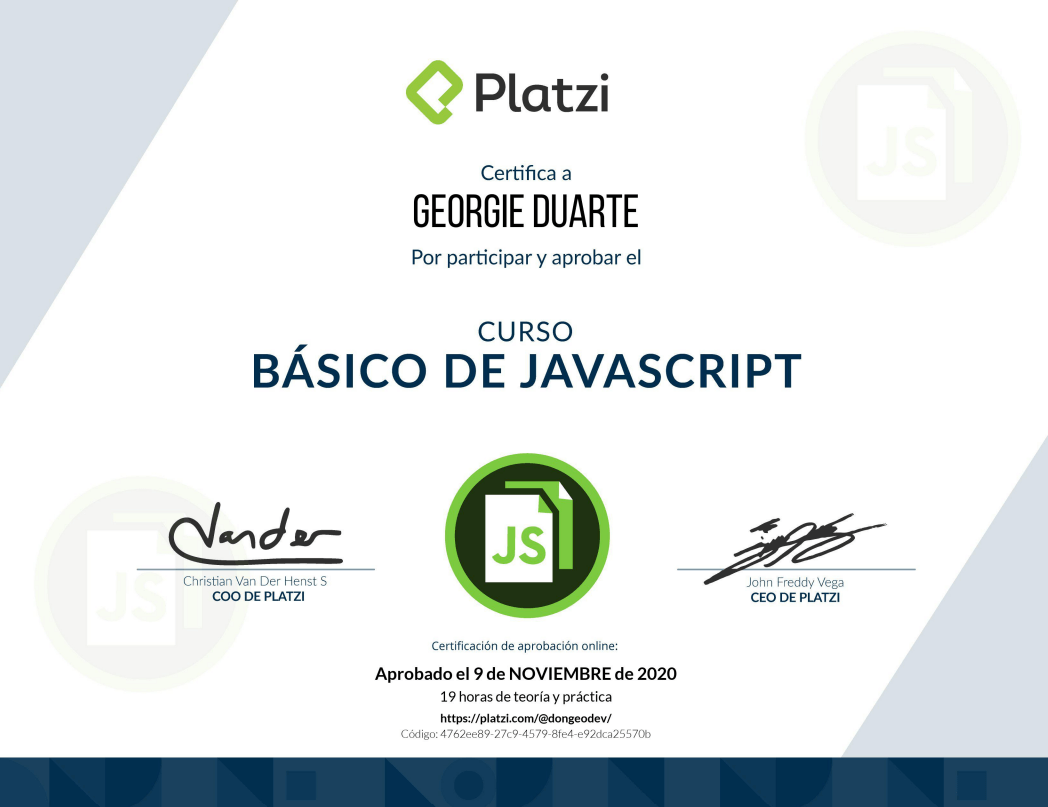 Platzi
JS
Certifica a
GEORGIE DUARTE
Por participar y aprobar el
CURSO
BÁSICO DE JAVASCRIPT
JS
JS
Vander
Christian Van Der Henst S
COO DE PLATZI
John Freddy Vega
CEO DE PLATZI
Certificación de aprobación online:
Aprobado el 9 de NOVIEMBRE de 2020
19 horas de teoría y práctica
https://platzi.com/@dongeodev/
Código: 4762ee89-27c9-4579-8fe4-e92dca25570b